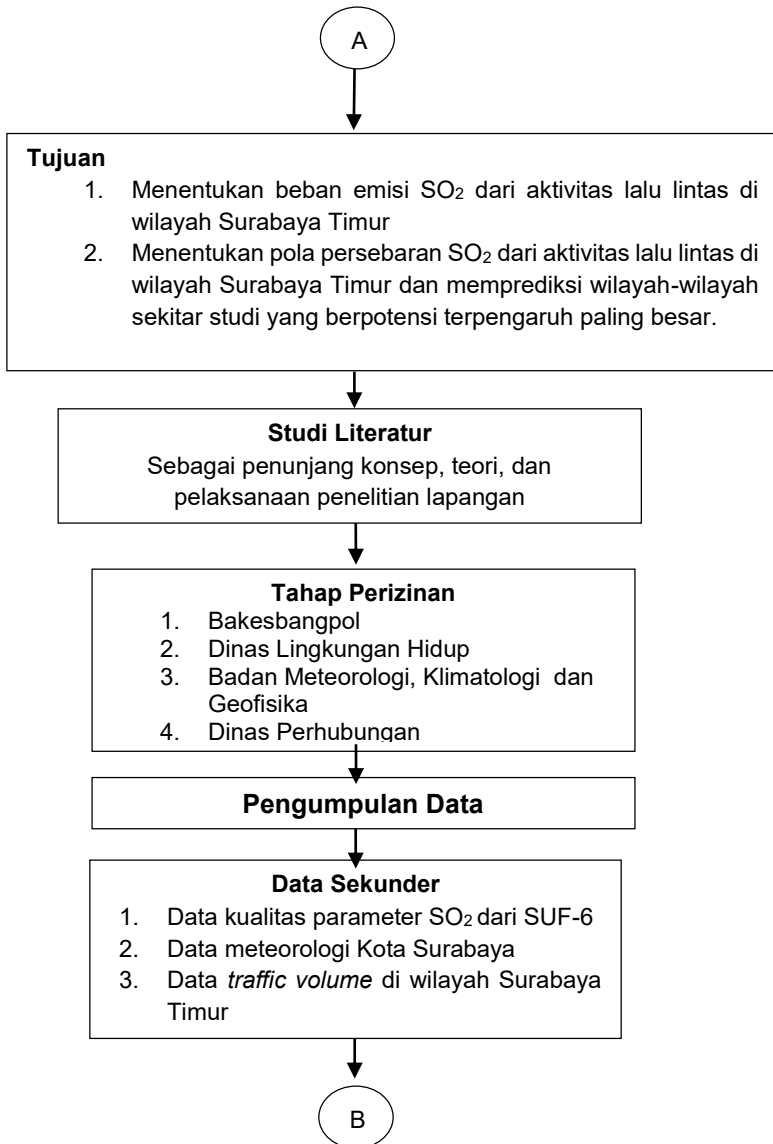 A
Tujuan
1. Menentukan beban emisi SO₂ dari aktivitas lalu lintas di
wilayah Surabaya Timur
2. Menentukan pola persebaran SO₂ dari aktivitas lalu lintas di
wilayah Surabaya Timur dan memprediksi wilayah-wilayah
sekitar studi yang berpotensi terpengaruh paling besar.
Studi Literatur
Sebagai penunjang konsep, teori, dan
pelaksanaan penelitian lapangan
Tahap Perizinan
1. Bakesbangpol
2. Dinas Lingkungan Hidup
3. Badan Meteorologi, Klimatologi dan
Geofisika
4. Dinas Perhubungan
Pengumpulan Data
Data Sekunder
1. Data kualitas parameter SO₂ dari SUF-6
2. Data meteorologi Kota Surabaya
3. Data traffic volume di wilayah Surabaya
Timur
B